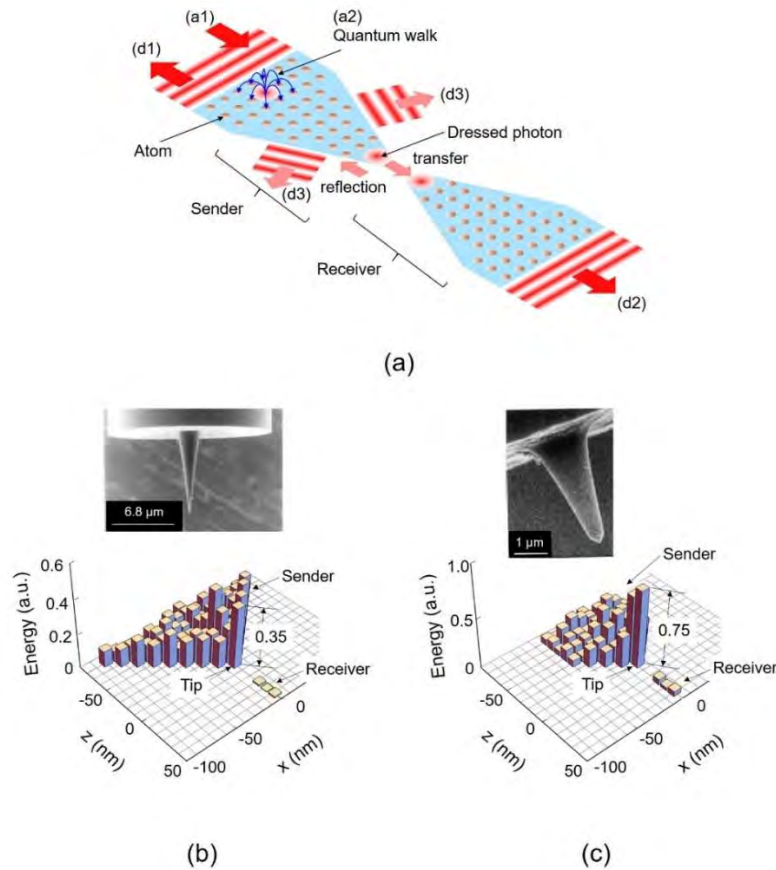 (a1)
(a2)
Quantum walk
(d1)
(d3)
Atom
Dressed photon
transfer
(d3)
reflection
Sender
Receiver
(d2)
(a)
6.8 µm
0.6
0.4
0.2
0
Energy (a.u.)
Sender
0.35
Receiver
Tip
-50
0
50
z (nm)
-100
-50
0
x (nm)
(b)
1 µm
1.0
0.5
0
Energy (a.u.)
Sender
0.75
Receiver
Tip
-50
0
50
z (nm)
-100
-50
0
x (nm)
(c)